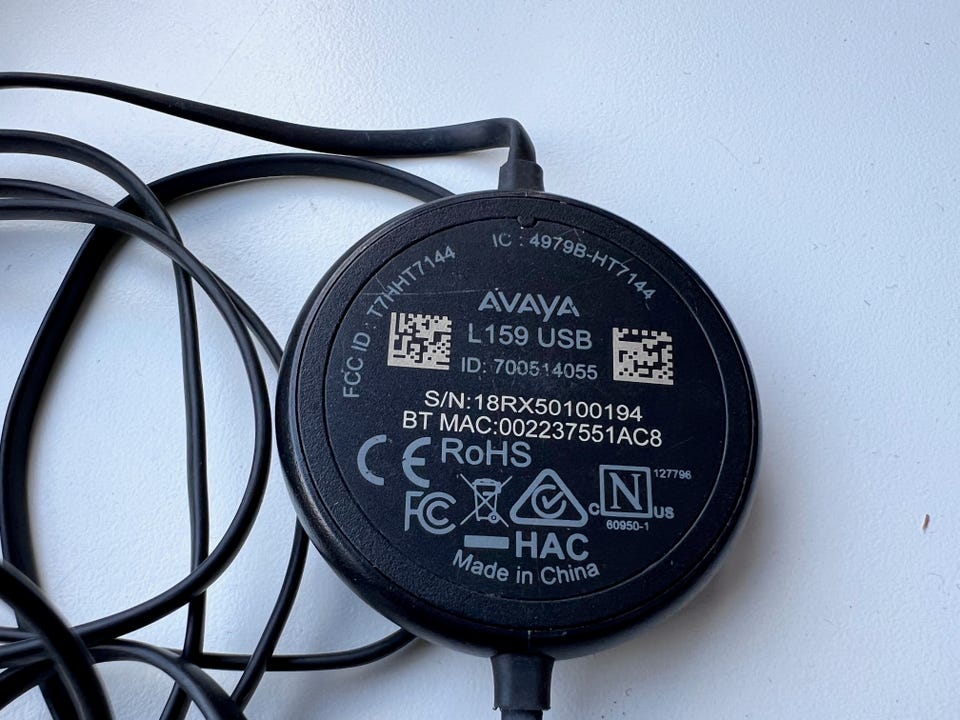 FCC ID : T7HHT7144
IC : 4979B-HT7144
AVAYA
L159 USB
ID: 700514055
S/N:18RX50100194
BT MAC:002237551AC8
CE RoHS
FC
N
127796
C US
60950-1
HAC
Made in China